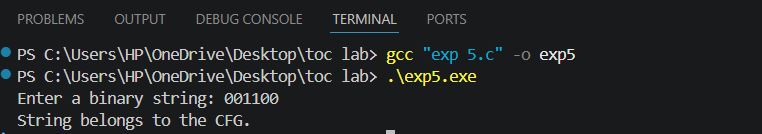 PROBLEMS OUTPUT DEBUG CONSOLE TERMINAL PORTS
PS C:\Users\HP\OneDrive\Desktop\toc lab> gcc "exp 5.c" -o exp5
PS C:\Users\HP\OneDrive\Desktop\toc lab> .\exp5.exe
Enter a binary string: 001100
String belongs to the CFG.